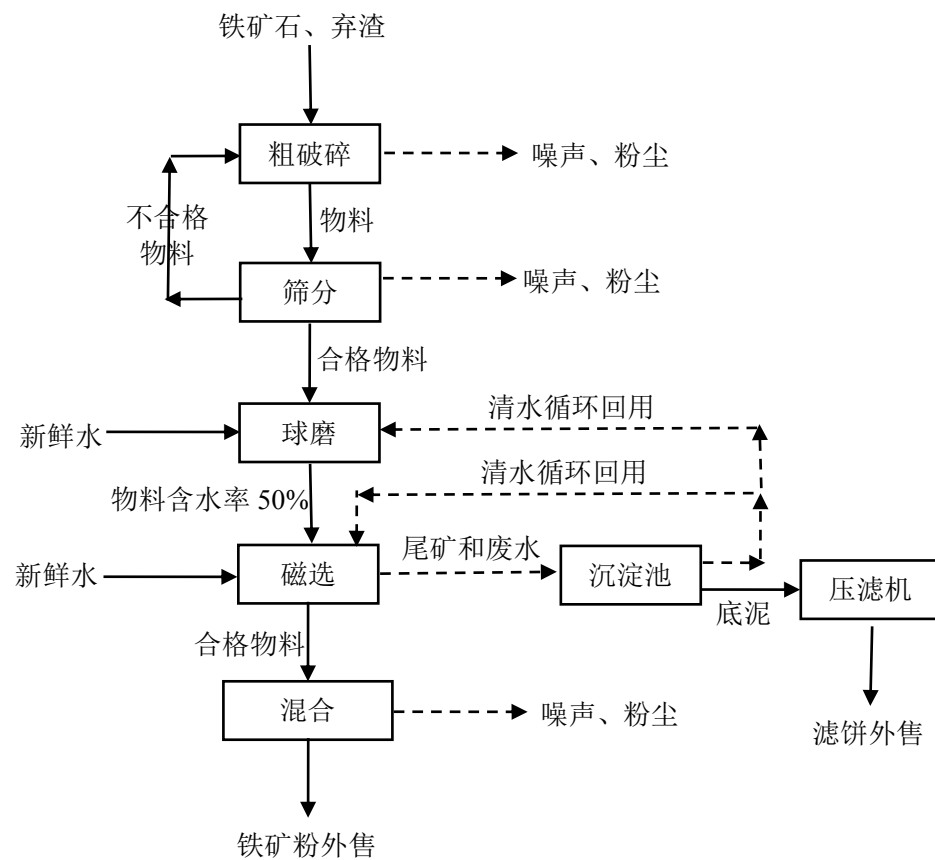 铁矿石、弃渣
粗破碎
噪声、粉尘
不合格
物料
物料
筛分
噪声、粉尘
合格物料
清水循环回用
新鲜水
球磨
清水循环回用
物料含水率 50%
尾矿和废水
新鲜水
磁选
沉淀池
压滤机
底泥
合格物料
混合
噪声、粉尘
滤饼外售
铁矿粉外售